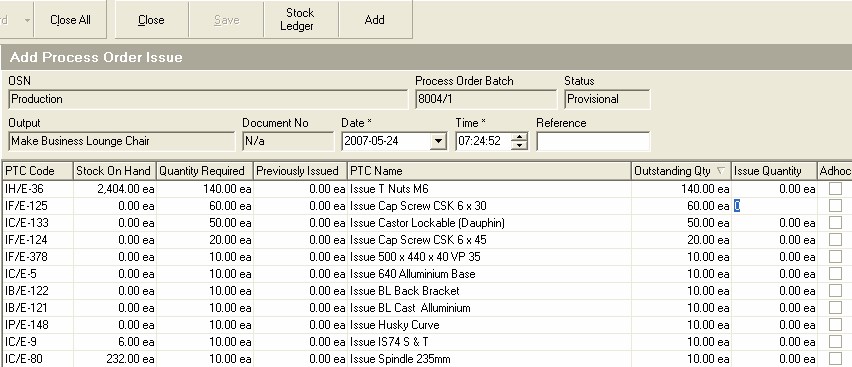 rd Close All Close Save Stock Ledger Add
Add Process Order Issue
OSN Process Order Batch Status
Production 8004/1 Provisional
Output Document No Date * Time * Reference
Make Business Lounge Chair N/a 2007-05-24 07:24:52
PTC Code Stock On Hand Quantity Required Previously Issued PTC Name Outstanding Qty Issue Quantity Adhoc
IH/E-36 2,404.00 ea 140.00 ea 0.00 ea Issue T Nuts M6 140.00 ea 0.00 ea
IF/E-125 0.00 ea 60.00 ea 0.00 ea Issue Cap Screw CSK 6 x 30 60.00 ea 0
IC/E-133 0.00 ea 50.00 ea 0.00 ea Issue Castor Lockable (Dauphin) 50.00 ea 0.00 ea
IF/E-124 0.00 ea 20.00 ea 0.00 ea Issue Cap Screw CSK 6 x 45 20.00 ea 0.00 ea
IF/E-378 0.00 ea 10.00 ea 0.00 ea Issue 500 x 440 x 40 VP 35 10.00 ea 0.00 ea
IC/E-5 0.00 ea 10.00 ea 0.00 ea Issue 640 Alluminium Base 10.00 ea 0.00 ea
IB/E-122 0.00 ea 10.00 ea 0.00 ea Issue BL Back Bracket 10.00 ea 0.00 ea
IB/E-121 0.00 ea 10.00 ea 0.00 ea Issue BL Cast Alluminium 10.00 ea 0.00 ea
IP/E-148 0.00 ea 10.00 ea 0.00 ea Issue Husky Curve 10.00 ea 0.00 ea
IC/E-9 6.00 ea 10.00 ea 0.00 ea Issue IS74 S & T 10.00 ea 0.00 ea
IC/E-80 232.00 ea 10.00 ea 0.00 ea Issue Spindle 235mm 10.00 ea 0.00 ea